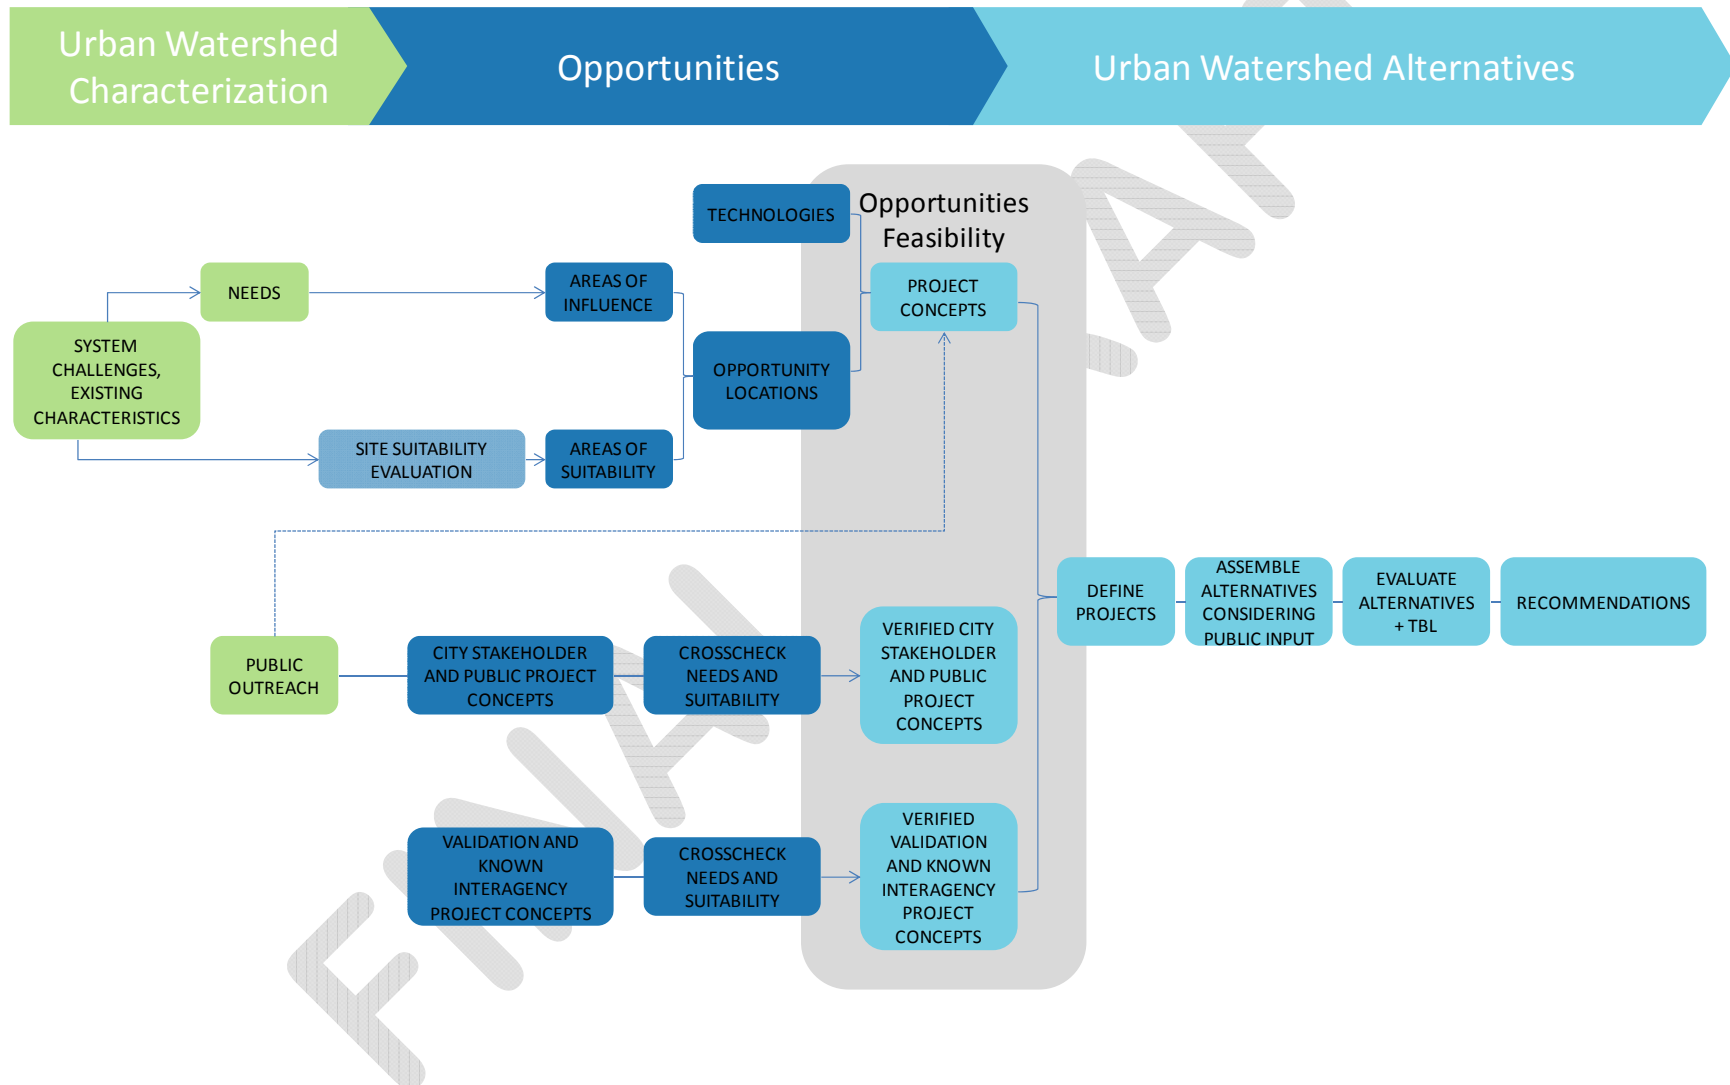 Urban Watershed
Characterization
Opportunities
Urban Watershed Alternatives
TECHNOLOGIES
Opportunities
Feasibility
NEEDS
AREAS OF
INFLUENCE
PROJECT
CONCEPTS
SYSTEM
CHALLENGES,
EXISTING
CHARACTERISTICS
OPPORTUNITY
LOCATIONS
SITE SUITABILITY
EVALUATION
AREAS OF
SUITABILITY
DEFINE
PROJECTS
ASSEMBLE
ALTERNATIVES
CONSIDERING
PUBLIC INPUT
EVALUATE
ALTERNATIVES
+ TBL
RECOMMENDATIONS
PUBLIC
OUTREACH
CITY STAKEHOLDER
AND PUBLIC PROJECT
CONCEPTS
CROSSCHECK
NEEDS AND
SUITABILITY
VERIFIED CITY
STAKEHOLDER
AND PUBLIC
PROJECT
CONCEPTS
VALIDATION AND
KNOWN
INTERAGENCY
PROJECT CONCEPTS
CROSSCHECK
NEEDS AND
SUITABILITY
VERIFIED
VALIDATION
AND KNOWN
INTERAGENCY
PROJECT
CONCEPTS